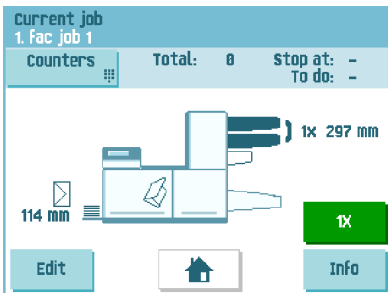 Current job
1. Fac job 1
Counters
Total: 0
Stop at: -
To do: -
1x 297 mm
114 mm
1X
Edit
Info